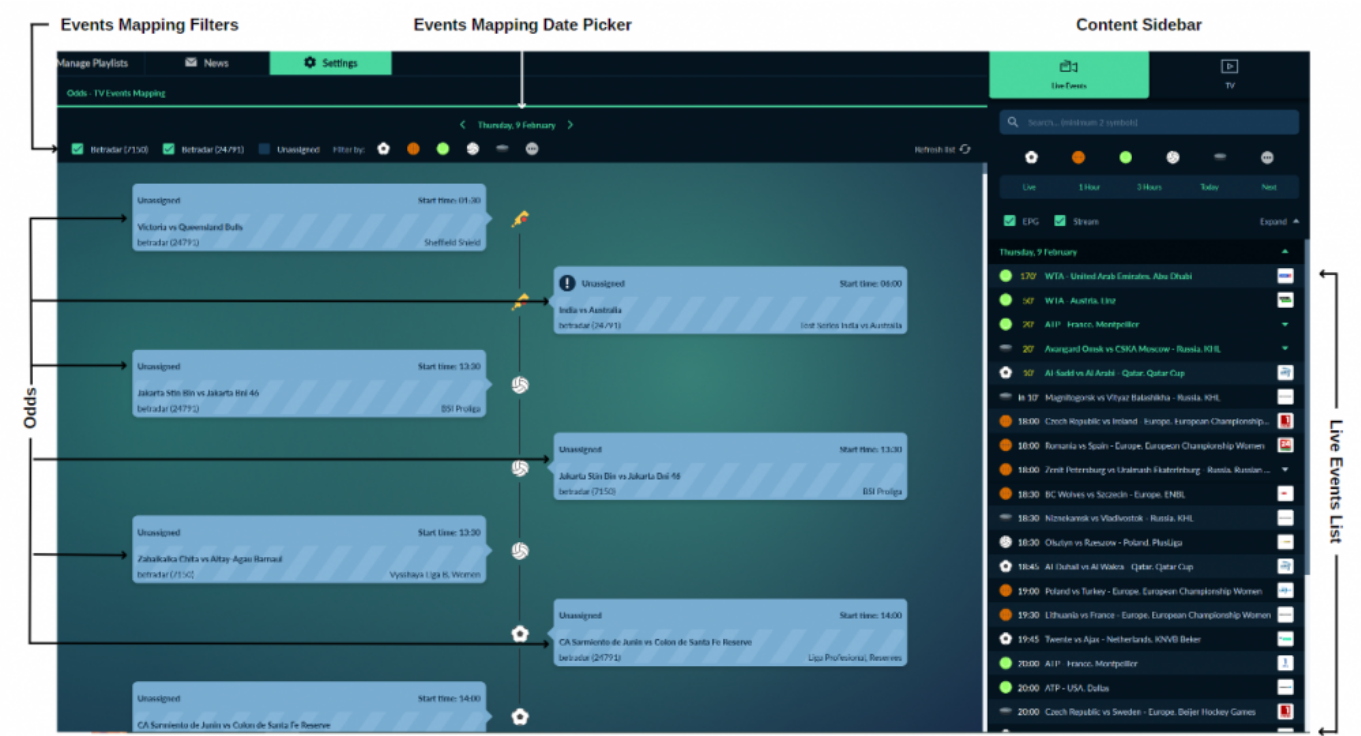 Events Mapping Filters
Events Mapping Date Picker
Content Sidebar
Manage Playlists
News
Settings
Live Events
TV
Odds - TV Events Mapping
Thursday, 9 February
Search... (minimum 2 symbols)
Betradar (7150)
Betradar (24791)
Unassigned
Filter by:
Refresh list
Live
1 Hour
3 Hours
Today
Next
EPG
Stream
Expand
Odds
Unassigned
Start time: 01:30
Victoria vs Queensland Bulls
betradar (24791)
Sheffield Shield
Unassigned
Start time: 06:00
India vs Australia
betradar (24791)
Test Series India vs Australia
Unassigned
Start time: 13:30
Jakarta Stin Bin vs Jakarta Bni 46
betradar (24791)
BSI Proliga
Unassigned
Start time: 13:30
Jakarta Stin Bin vs Jakarta Bni 46
betradar (7150)
BSI Proliga
Unassigned
Start time: 13:30
Zabaikalka Chita vs Altay-Agau Barnaul
betradar (7150)
Vysshaya Liga B, Women
Unassigned
Start time: 14:00
CA Sarmiento de Junin vs Colon de Santa Fe Reserve
betradar (24791)
Liga Profesional, Reserves
Unassigned
Start time: 14:00
CA Sarmiento de Junin vs Colon de Santa Fe Reserve
Thursday, 9 February
170' WTA - United Arab Emirates, Abu Dhabi
50' WTA - Austria, Linz
20' ATP - France, Montpellier
20' Avangard Omsk vs CSKA Moscow - Russia, KHL
10' Al-Sadd vs Al Arabi - Qatar, Qatar Cup
in 10' Magnitogorsk vs Vityaz Balashikha - Russia, KHL
18:00 Czech Republic vs Ireland - Europe, European Championship...
18:00 Romania vs Spain - Europe, European Championship Women
18:00 Zenit Petersburg vs Uralmash Ekaterinburg - Russia, Russian ...
18:30 BC Wolves vs Szczecin - Europe, ENBL
18:30 Niznekamsk vs Vladivostok - Russia, KHL
18:30 Olsztyn vs Rzeszow - Poland, PlusLiga
18:45 Al Duhail vs Al Wakra - Qatar, Qatar Cup
19:00 Poland vs Turkey - Europe, European Championship Women
19:30 Lithuania vs France - Europe, European Championship Women
19:45 Twente vs Ajax - Netherlands, KNVB Beker
20:00 ATP - France, Montpellier
20:00 ATP - USA, Dallas
20:00 Czech Republic vs Sweden - Europe, Beijer Hockey Games
Live Events List